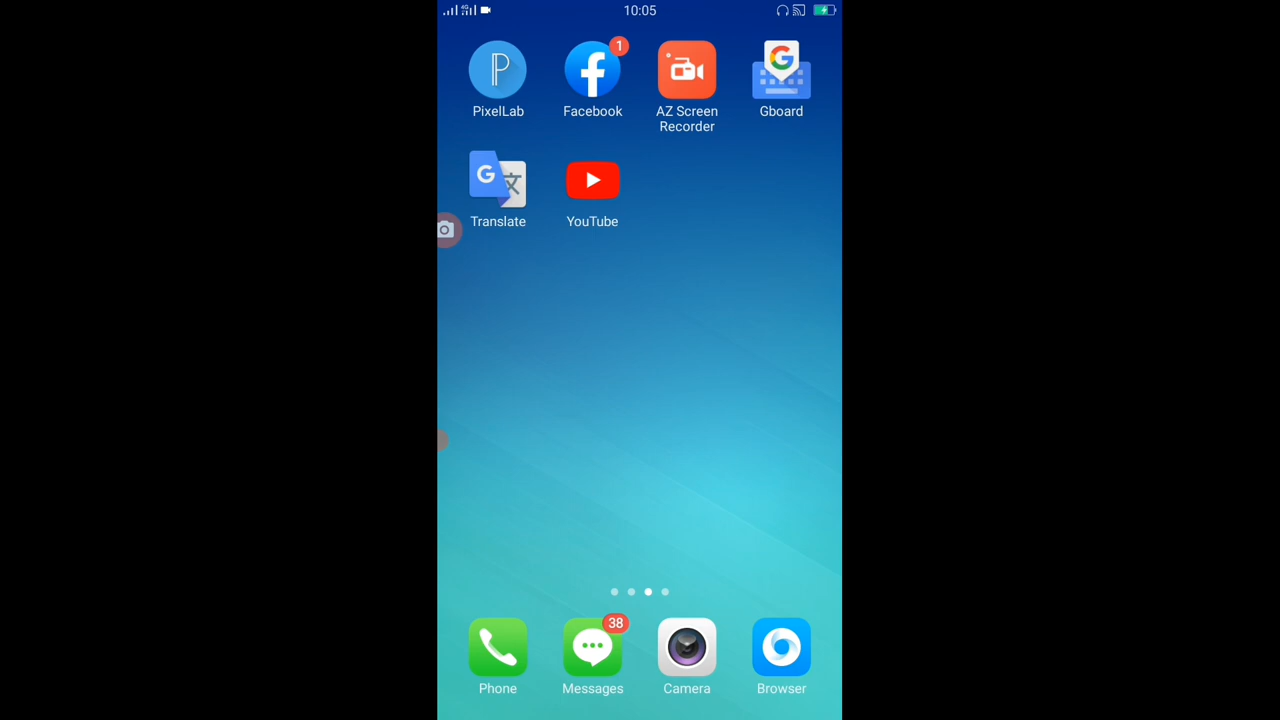 10:05
1
PixelLab
Facebook
AZ Screen
Recorder
Gboard
Translate
YouTube
38
Phone
Messages
Camera
Browser